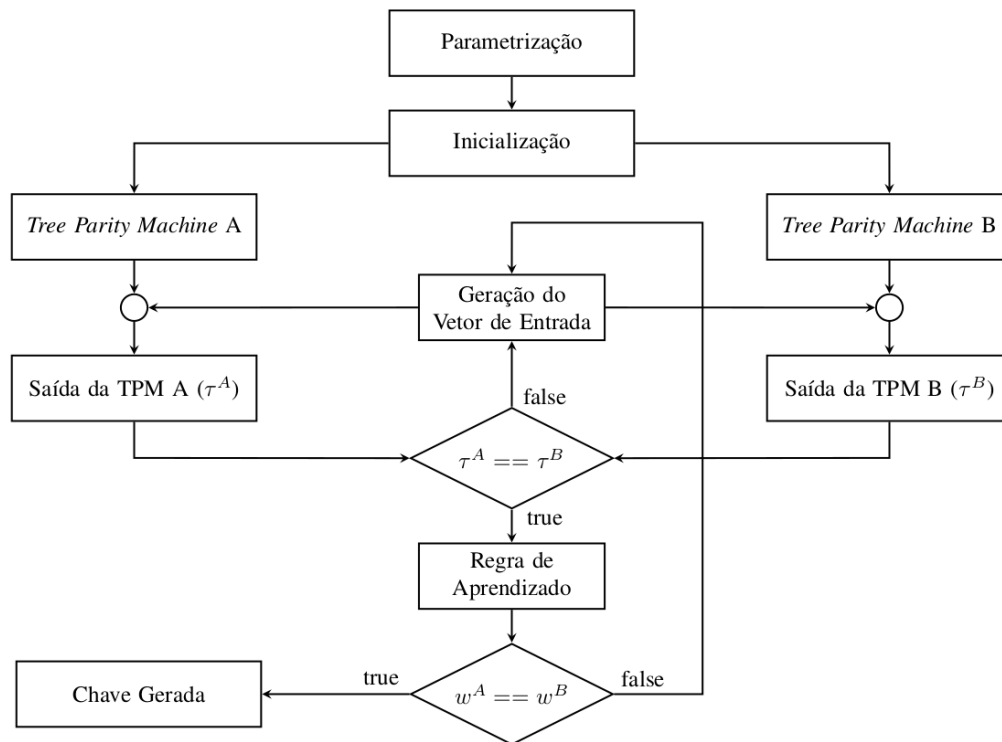 Parametrização
Inicialização
Tree Parity Machine A
Tree Parity Machine B
Geração do
Vetor de Entrada
Saída da TPM A (τ^A)
Saída da TPM B (τ^B)
false
τ^A == τ^B
true
Regra de
Aprendizado
true
false
Chave Gerada
w^A == w^B